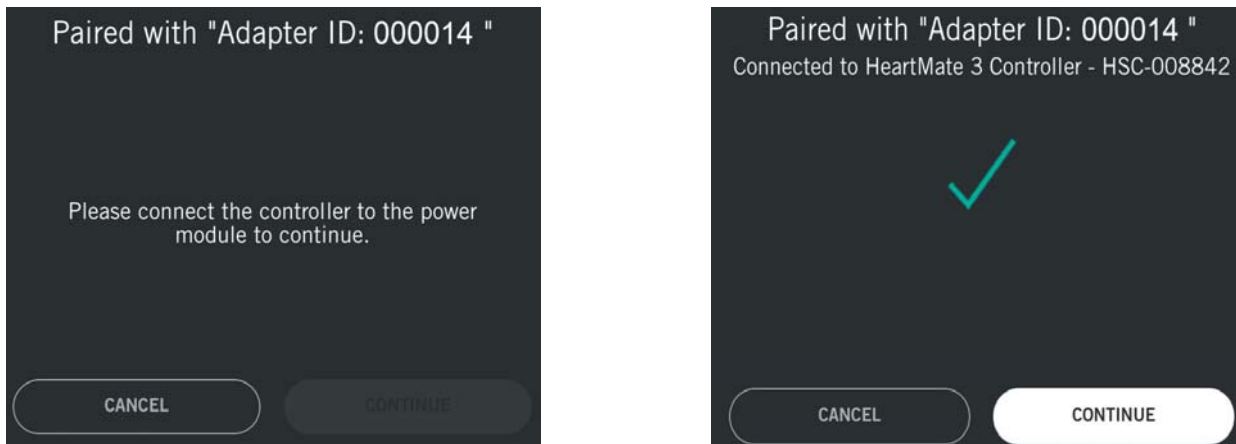 Paired with "Adapter ID: 000014 "
Please connect the controller to the power
module to continue.
CANCEL
CONTINUE
Paired with "Adapter ID: 000014 "
Connected to HeartMate 3 Controller - HSC-008842
CANCEL
CONTINUE